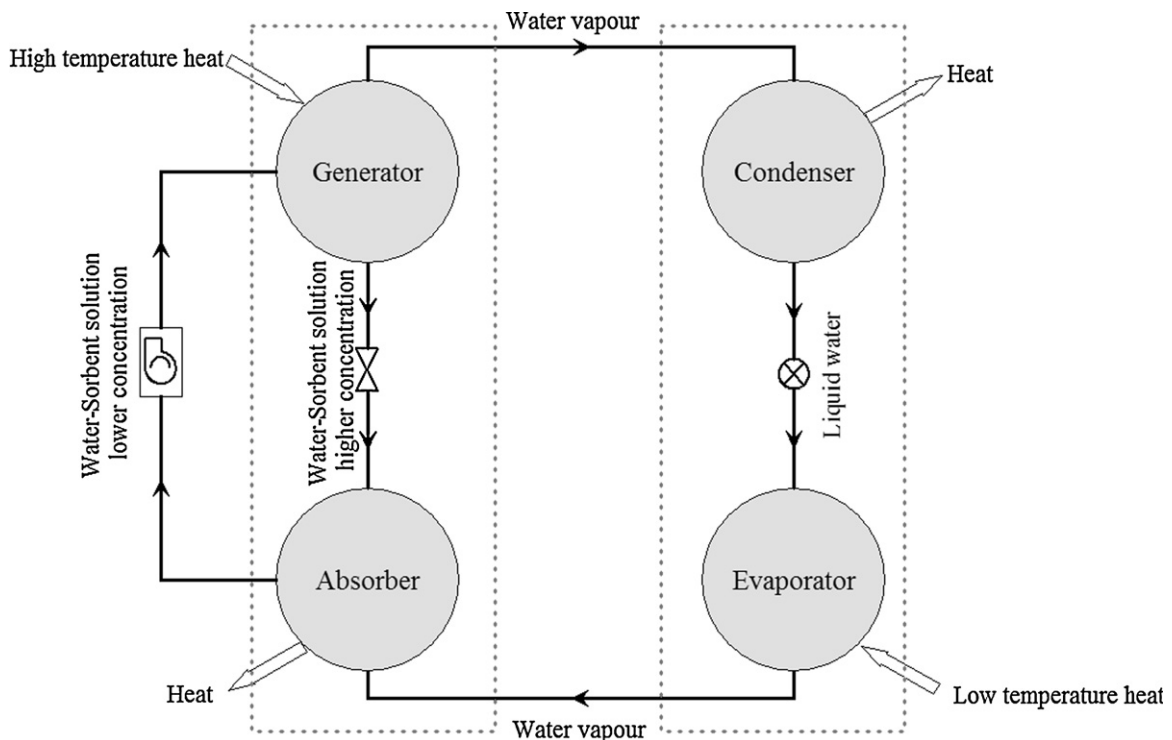 Water vapour
High temperature heat
Heat
Generator
Condenser
Water-Sorbent solution
lower concentration
Water-Sorbent solution
higher concentration
Liquid water
Absorber
Evaporator
Heat
Low temperature heat
Water vapour